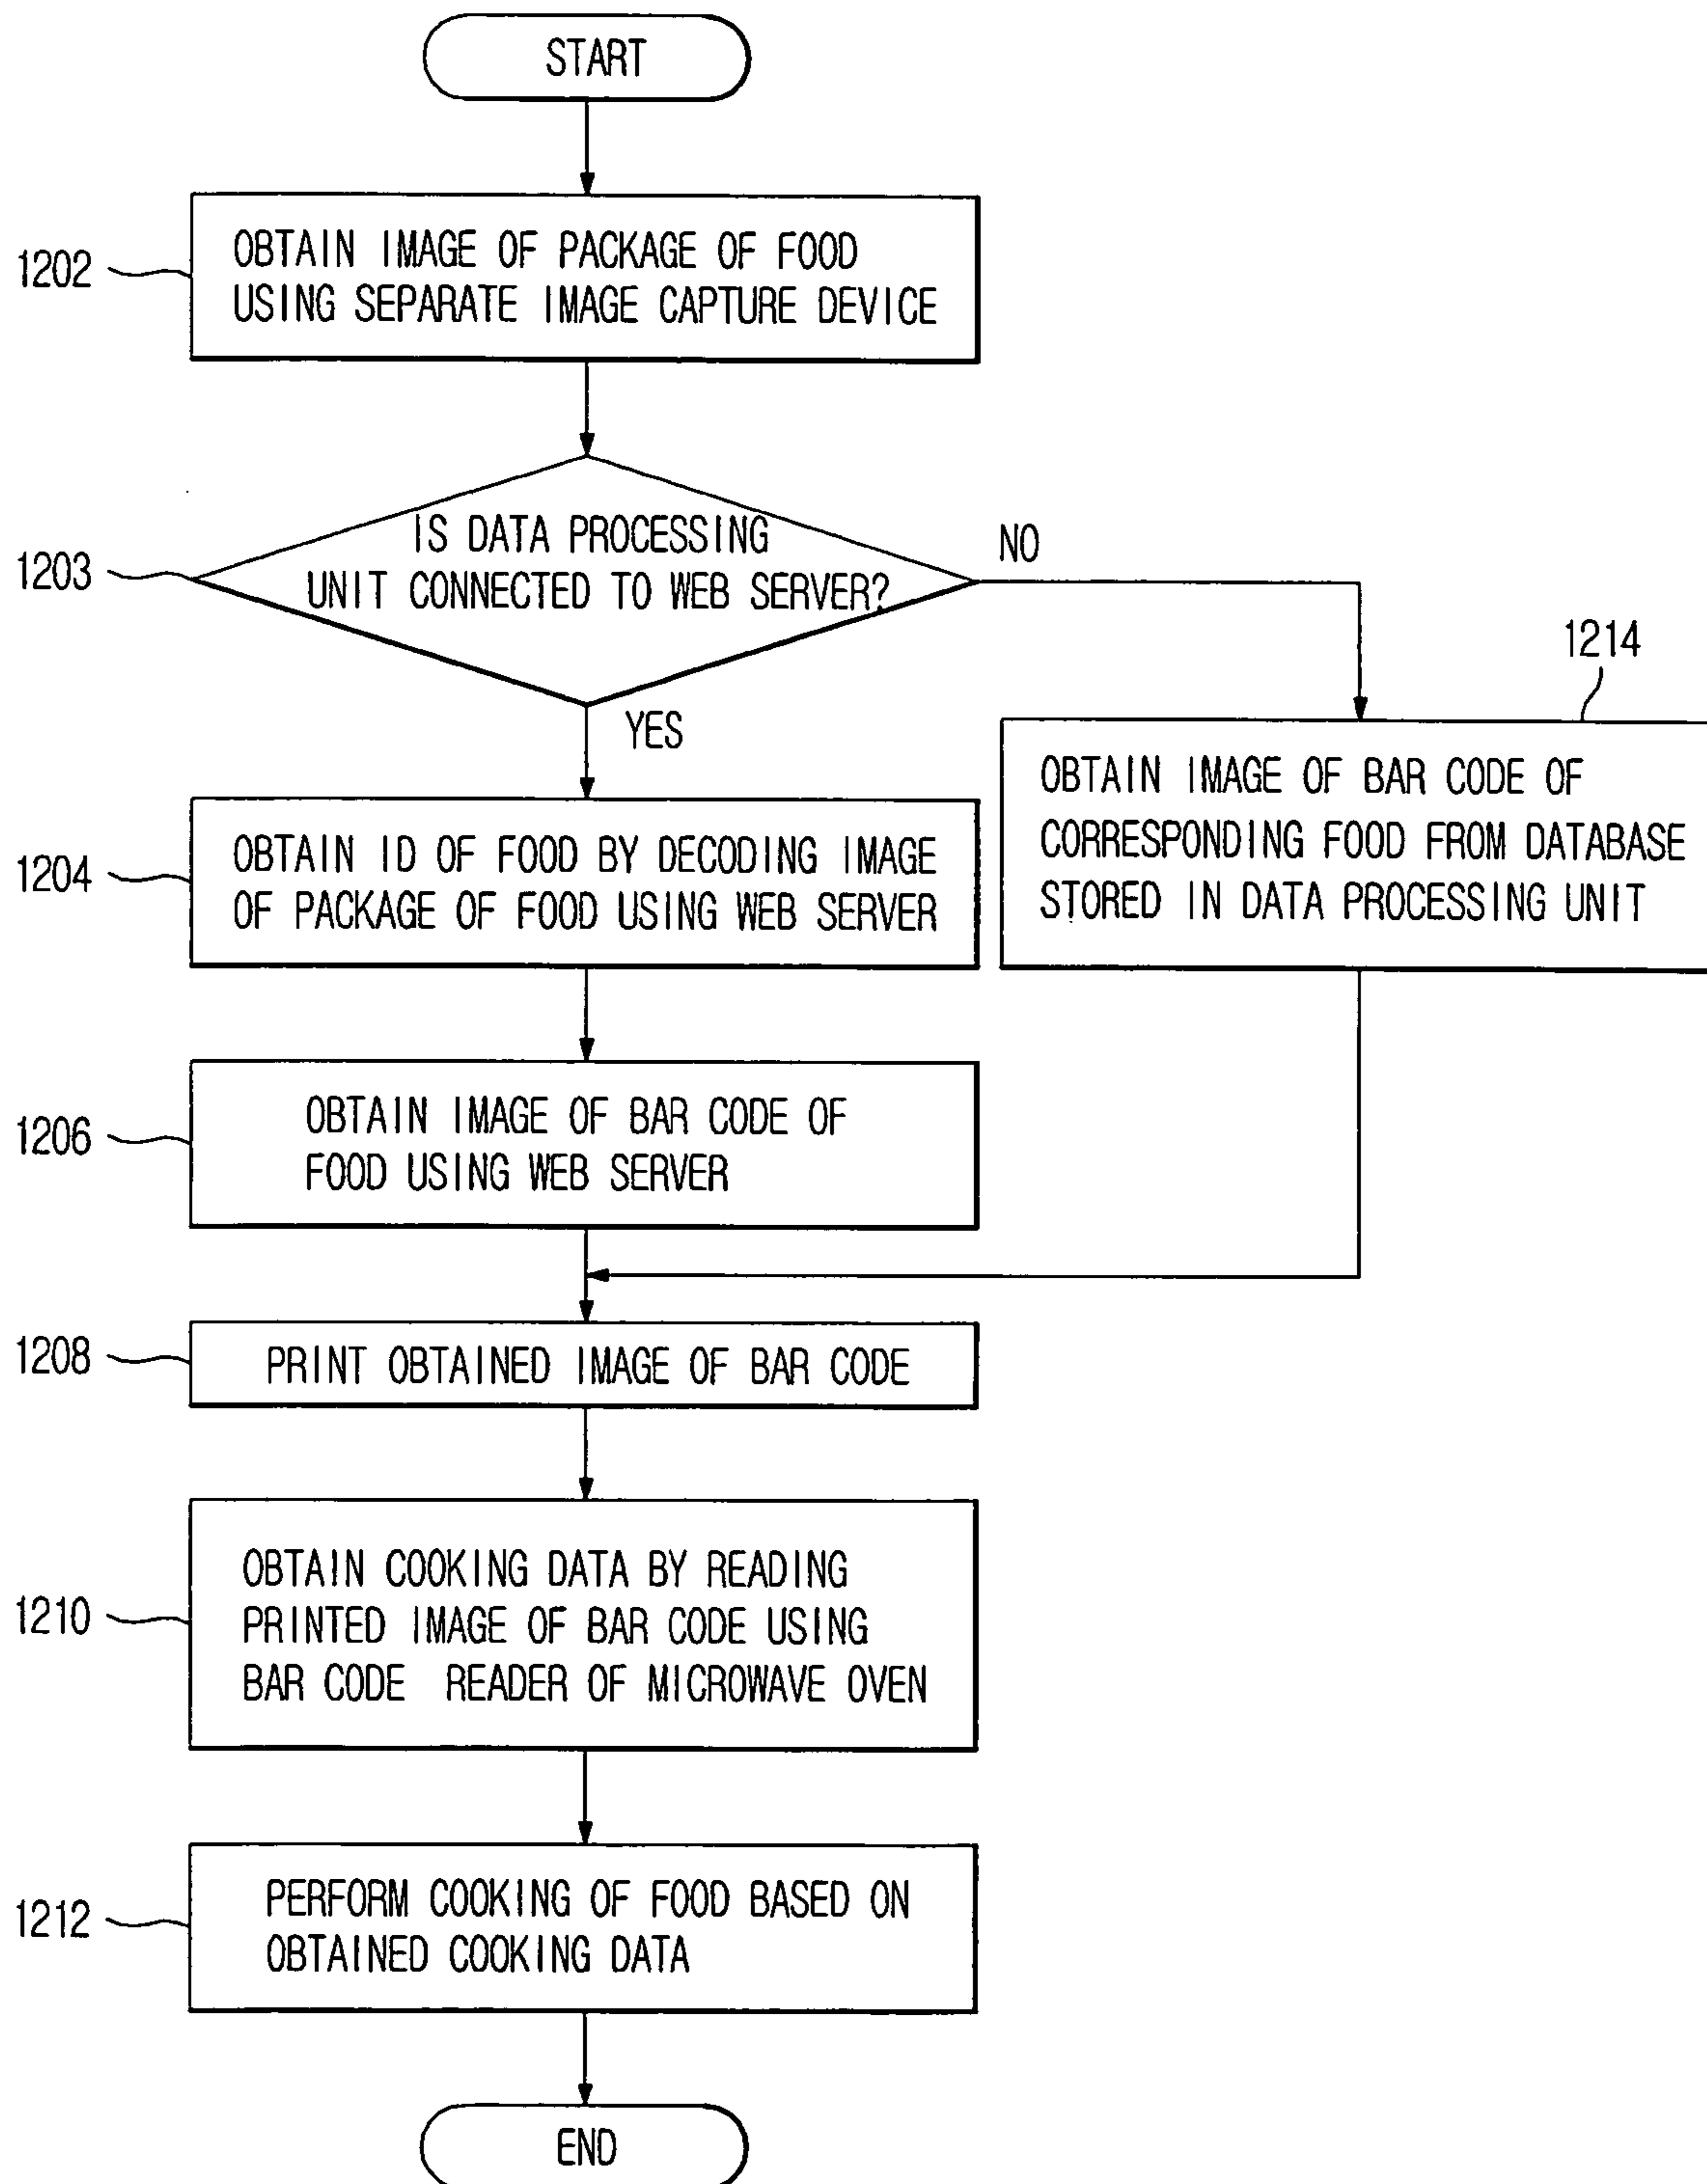 START
1202
OBTAIN IMAGE OF PACKAGE OF FOOD
USING SEPARATE IMAGE CAPTURE DEVICE
1203
IS DATA PROCESSING
UNIT CONNECTED TO WEB SERVER?
NO
YES
1214
OBTAIN IMAGE OF BAR CODE OF
CORRESPONDING FOOD FROM DATABASE
STORED IN DATA PROCESSING UNIT
1204
OBTAIN ID OF FOOD BY DECODING IMAGE
OF PACKAGE OF FOOD USING WEB SERVER
1206
OBTAIN IMAGE OF BAR CODE OF
FOOD USING WEB SERVER
1208
PRINT OBTAINED IMAGE OF BAR CODE
1210
OBTAIN COOKING DATA BY READING
PRINTED IMAGE OF BAR CODE USING
BAR CODE READER OF MICROWAVE OVEN
1212
PERFORM COOKING OF FOOD BASED ON
OBTAINED COOKING DATA
END